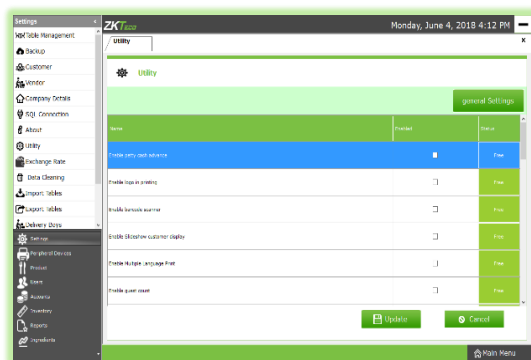 Settings
ZKTeco
Monday, June 4, 2018 4:12 PM
Table Management
Backup
Customer
Vendor
Company Details
SQL Connection
About
Utility
Exchange Rate
Data Cleaning
Import Tables
Export Tables
Delivery Boys
Settings
Peripheral Devices
Product
Users
Accounts
Inventory
Reports
Ingredients
Utility
x
Utility
general Settings
Name
Enabled
Status
Enable petty cash advance
Free
Enable logo in printing
Free
Enable barcode scanner
Free
Enable Slideshow customer display
Free
Enable Multiple Language Print
Free
Enable guest count
Free
Update
Cancel
Main Menu